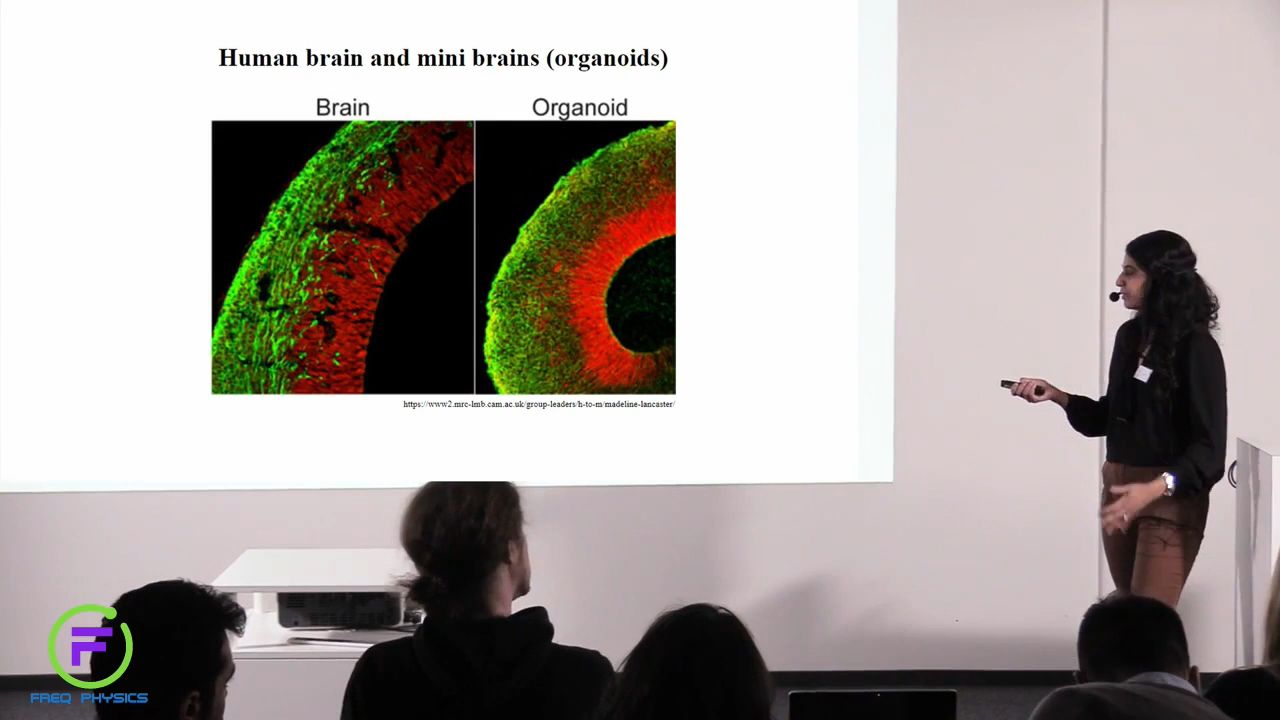 Human brain and mini brains (organoids)
Brain
Organoid
https://www2.mrc-lmb.cam.ac.uk/group-leaders/h-to-m/madeline-lancaster/
F
FREQ PHYSICS